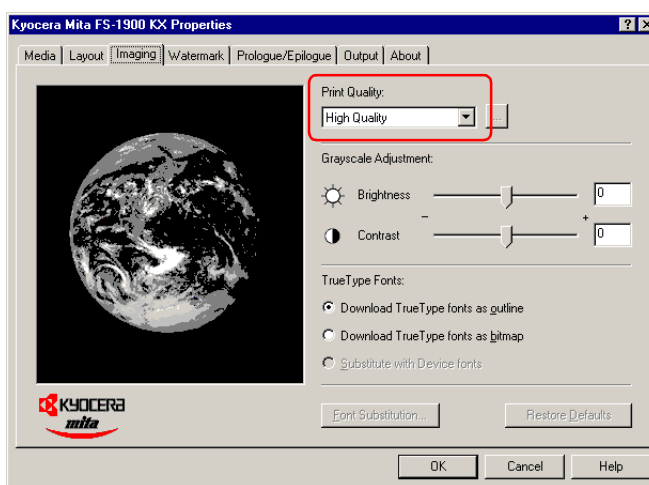 Kyocera Mita FS-1900 KX Properties
Media Layout Imaging Watermark Prologue/Epilogue Output About
Print Quality:
High Quality ...
Grayscale Adjustment:
Brightness 0
- +
Contrast 0
TrueType Fonts:
Download TrueType fonts as outline
Download TrueType fonts as bitmap
Substitute with Device fonts
KYOCERA
mita
Font Substitution... Restore Defaults
OK Cancel Help